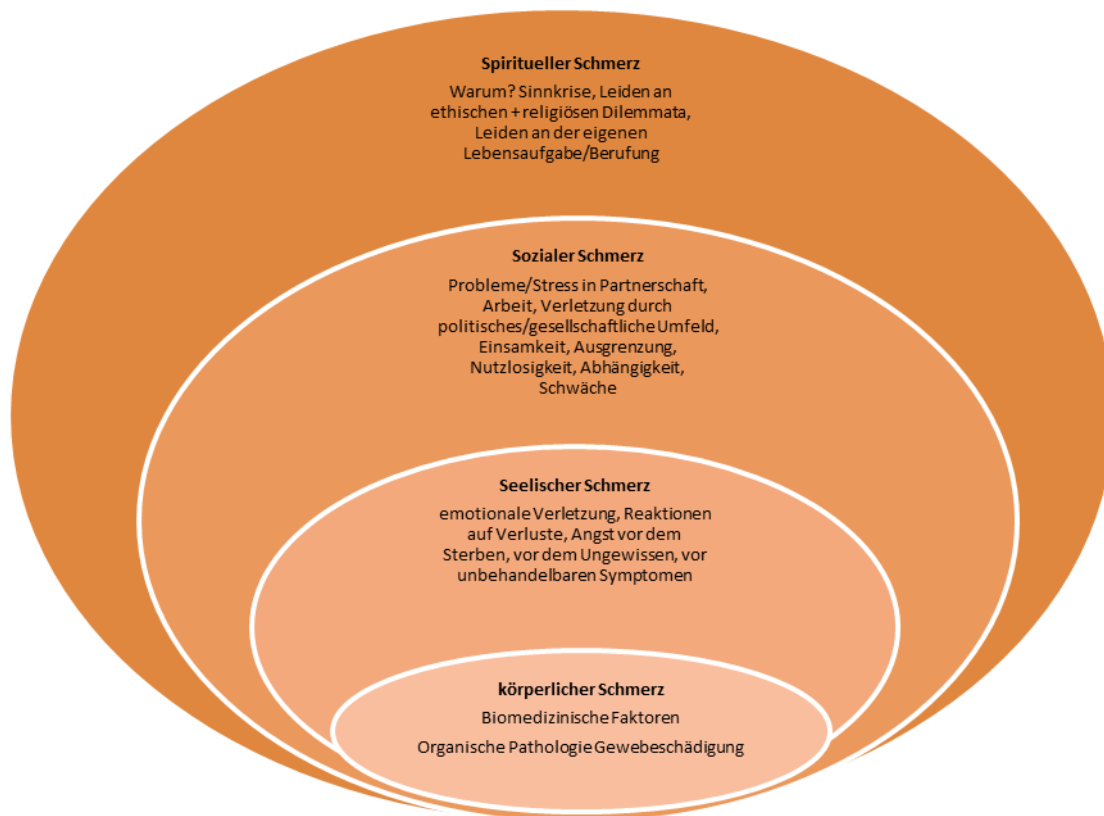 Spiritueller Schmerz
Warum? Sinnkrise, Leiden an
ethischen + religiösen Dilemmata,
Leiden an der eigenen
Lebensaufgabe/Berufung
Sozialer Schmerz
Probleme/Stress in Partnerschaft,
Arbeit, Verletzung durch
politisches/gesellschaftliche Umfeld,
Einsamkeit, Ausgrenzung,
Nutzlosigkeit, Abhängigkeit,
Schwäche
Seelischer Schmerz
emotionale Verletzung, Reaktionen
auf Verluste, Angst vor dem
Sterben, vor dem Ungewissen, vor
unbehandelbaren Symptomen
körperlicher Schmerz
Biomedizinische Faktoren
Organische Pathologie Gewebeschädigung